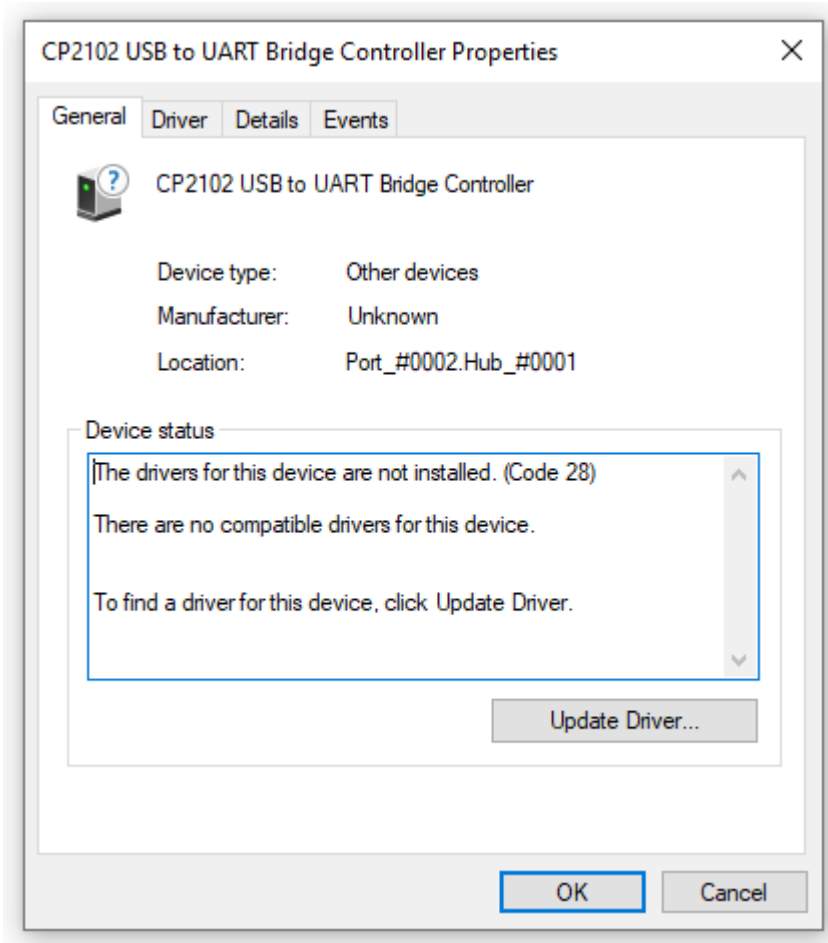 CP2102 USB to UART Bridge Controller Properties
General Driver Details Events
CP2102 USB to UART Bridge Controller
Device type: Other devices
Manufacturer: Unknown
Location: Port_#0002.Hub_#0001
Device status
The drivers for this device are not installed. (Code 28)
There are no compatible drivers for this device.
To find a driver for this device, click Update Driver.
Update Driver...
OK Cancel